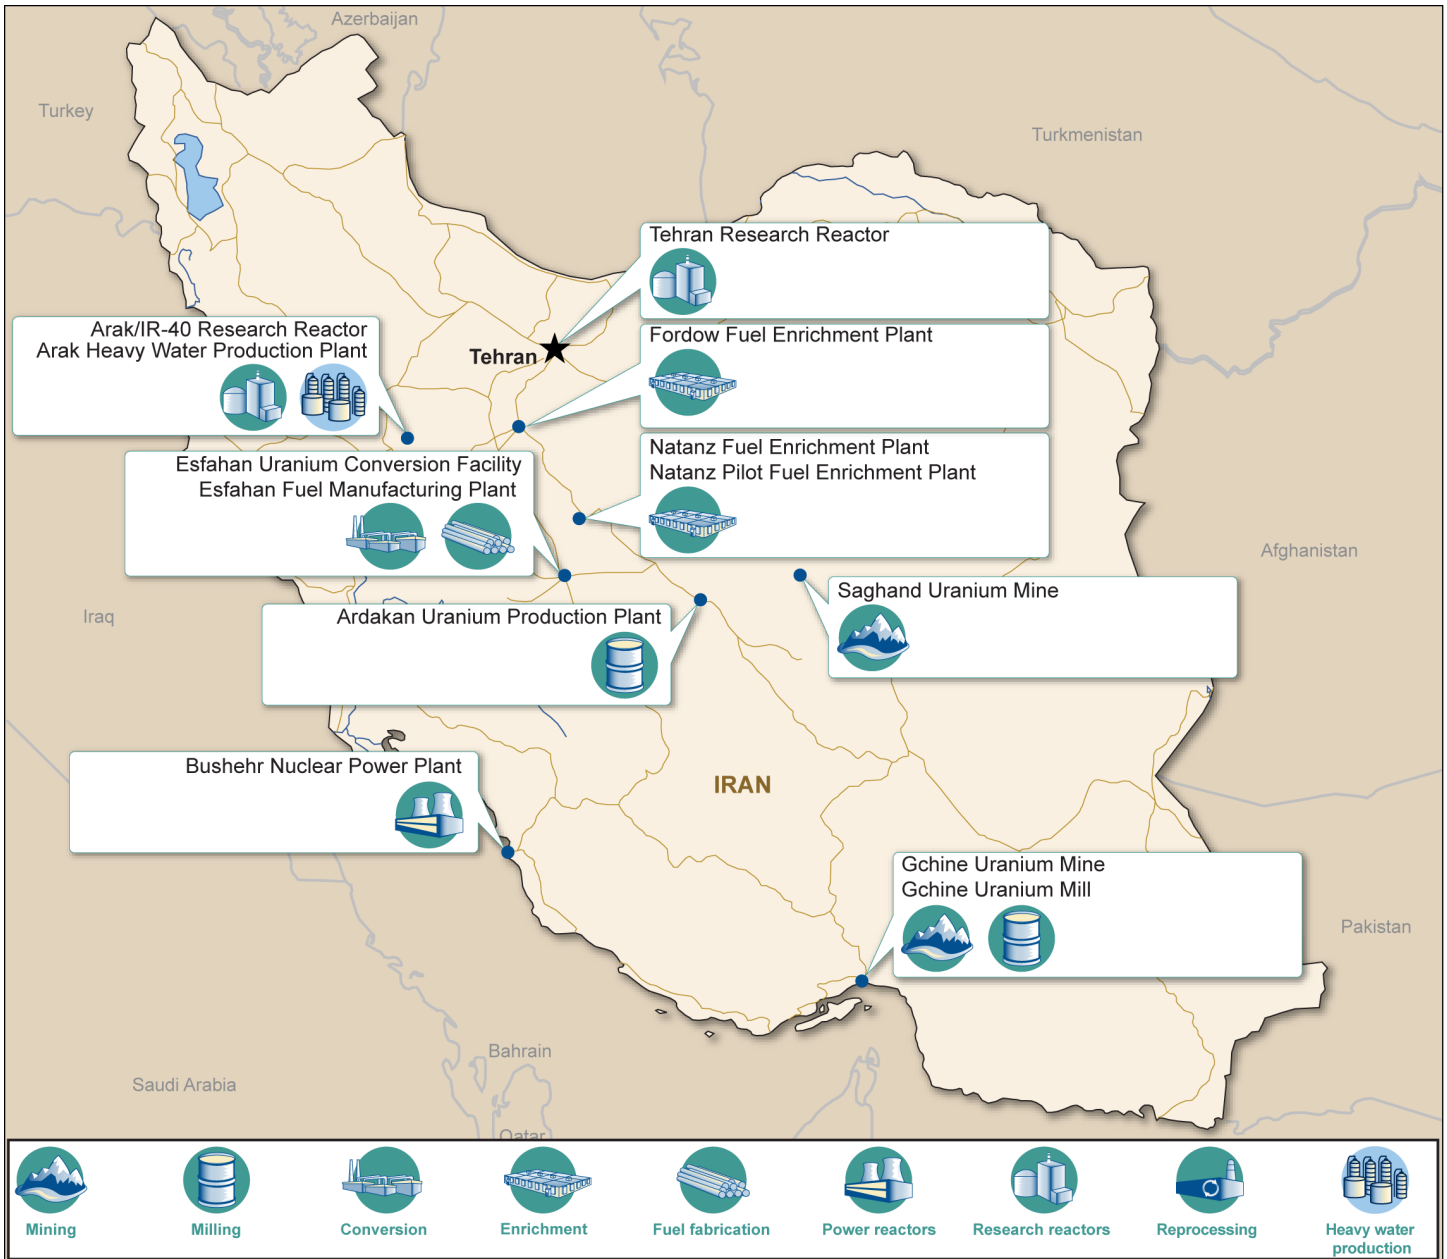 Azerbaijan
Turkey
Turkmenistan
Tehran Research Reactor
Arak/IR-40 Research Reactor
Arak Heavy Water Production Plant
Tehran
Fordow Fuel Enrichment Plant
Natanz Fuel Enrichment Plant
Natanz Pilot Fuel Enrichment Plant
Esfahan Uranium Conversion Facility
Esfahan Fuel Manufacturing Plant
Afghanistan
Saghand Uranium Mine
Iraq
Ardakan Uranium Production Plant
Bushehr Nuclear Power Plant
IRAN
Gchine Uranium Mine
Gchine Uranium Mill
Pakistan
Bahrain
Saudi Arabia
Qatar
Mining
Milling
Conversion
Enrichment
Fuel fabrication
Power reactors
Research reactors
Reprocessing
Heavy water
production